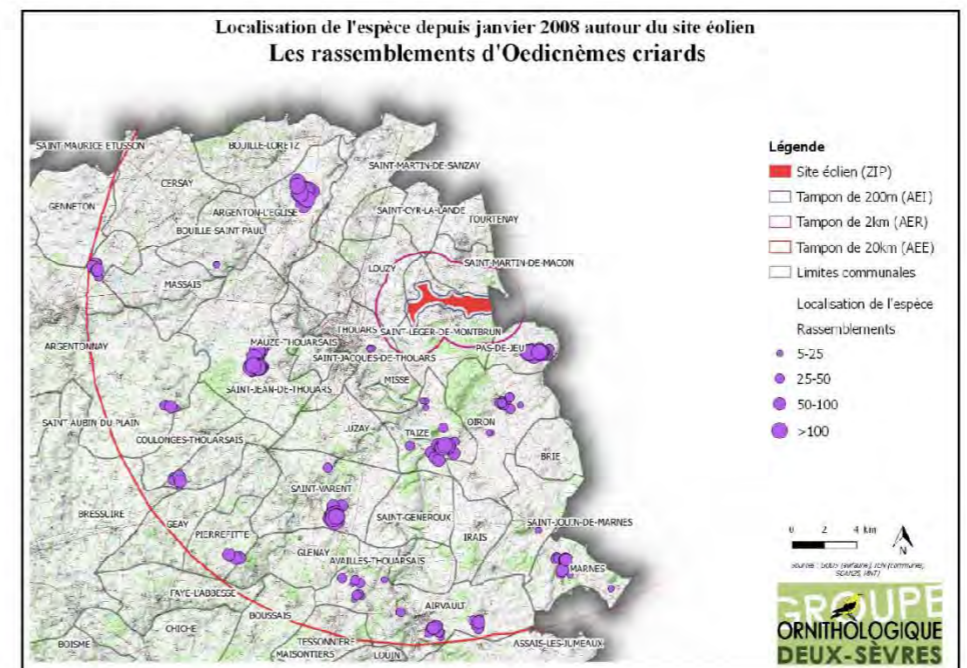 Localisation de l'espèce depuis janvier 2008 autour du site éolien
Les rassemblements d'Oedicnèmes criards
SAINT MAURICE ETUSSON
BOUILLE-LORETZ
SAINT-MARTIN-DE-SANZAY
CERSAY
GENNETON
ARGENTON-L'EGLISE
SAINT-CYR-LA-LANDE
TOURTENAY
BOUILLE SAINT-PAUL
LOUZY
SAINT-MARTIN-DE-MACON
MASSAIS
THOUARS
SAINT-LEGER-DE-MONTBRUN
ARGENTONNAY
MAUZE-THOUARSAIS
SAINT-JACQUES-DE-THOUARS
PAS-DE-JEU
SAINT-JEAN-DE-THOUARS
MISSE
SAINT AUBIN DU PLAIN
COULONGES-THOUARSAIS
LUZAY
TAIZE
OIRON
BRIE
SAINT-VARENT
BRESSUIRE
GEAY
SAINT-GENEROUX
SAINT-JOUIN-DE-MARNES
PIERREFITTE
IRAIS
GLENAY
AVAILLES-THOUARSAIS
MARNES
FAYE-L'ABBESSE
AIRVAULT
BOUSSAIS
CHICHE
TESSONNIERE
ASSAIS-LES-JUMEAUX
BOISME
MAISONTIERS
LOUIN
Légende
Site éolien (ZIP)
Tampon de 200m (AEI)
Tampon de 2km (AER)
Tampon de 20km (AEE)
Limites communales
Localisation de l'espèce
Rassemblements
5-25
25-50
50-100
>100
0 2 4 km
N
GROUPE
ORNITHOLOGIQUE
DEUX-SÈVRES